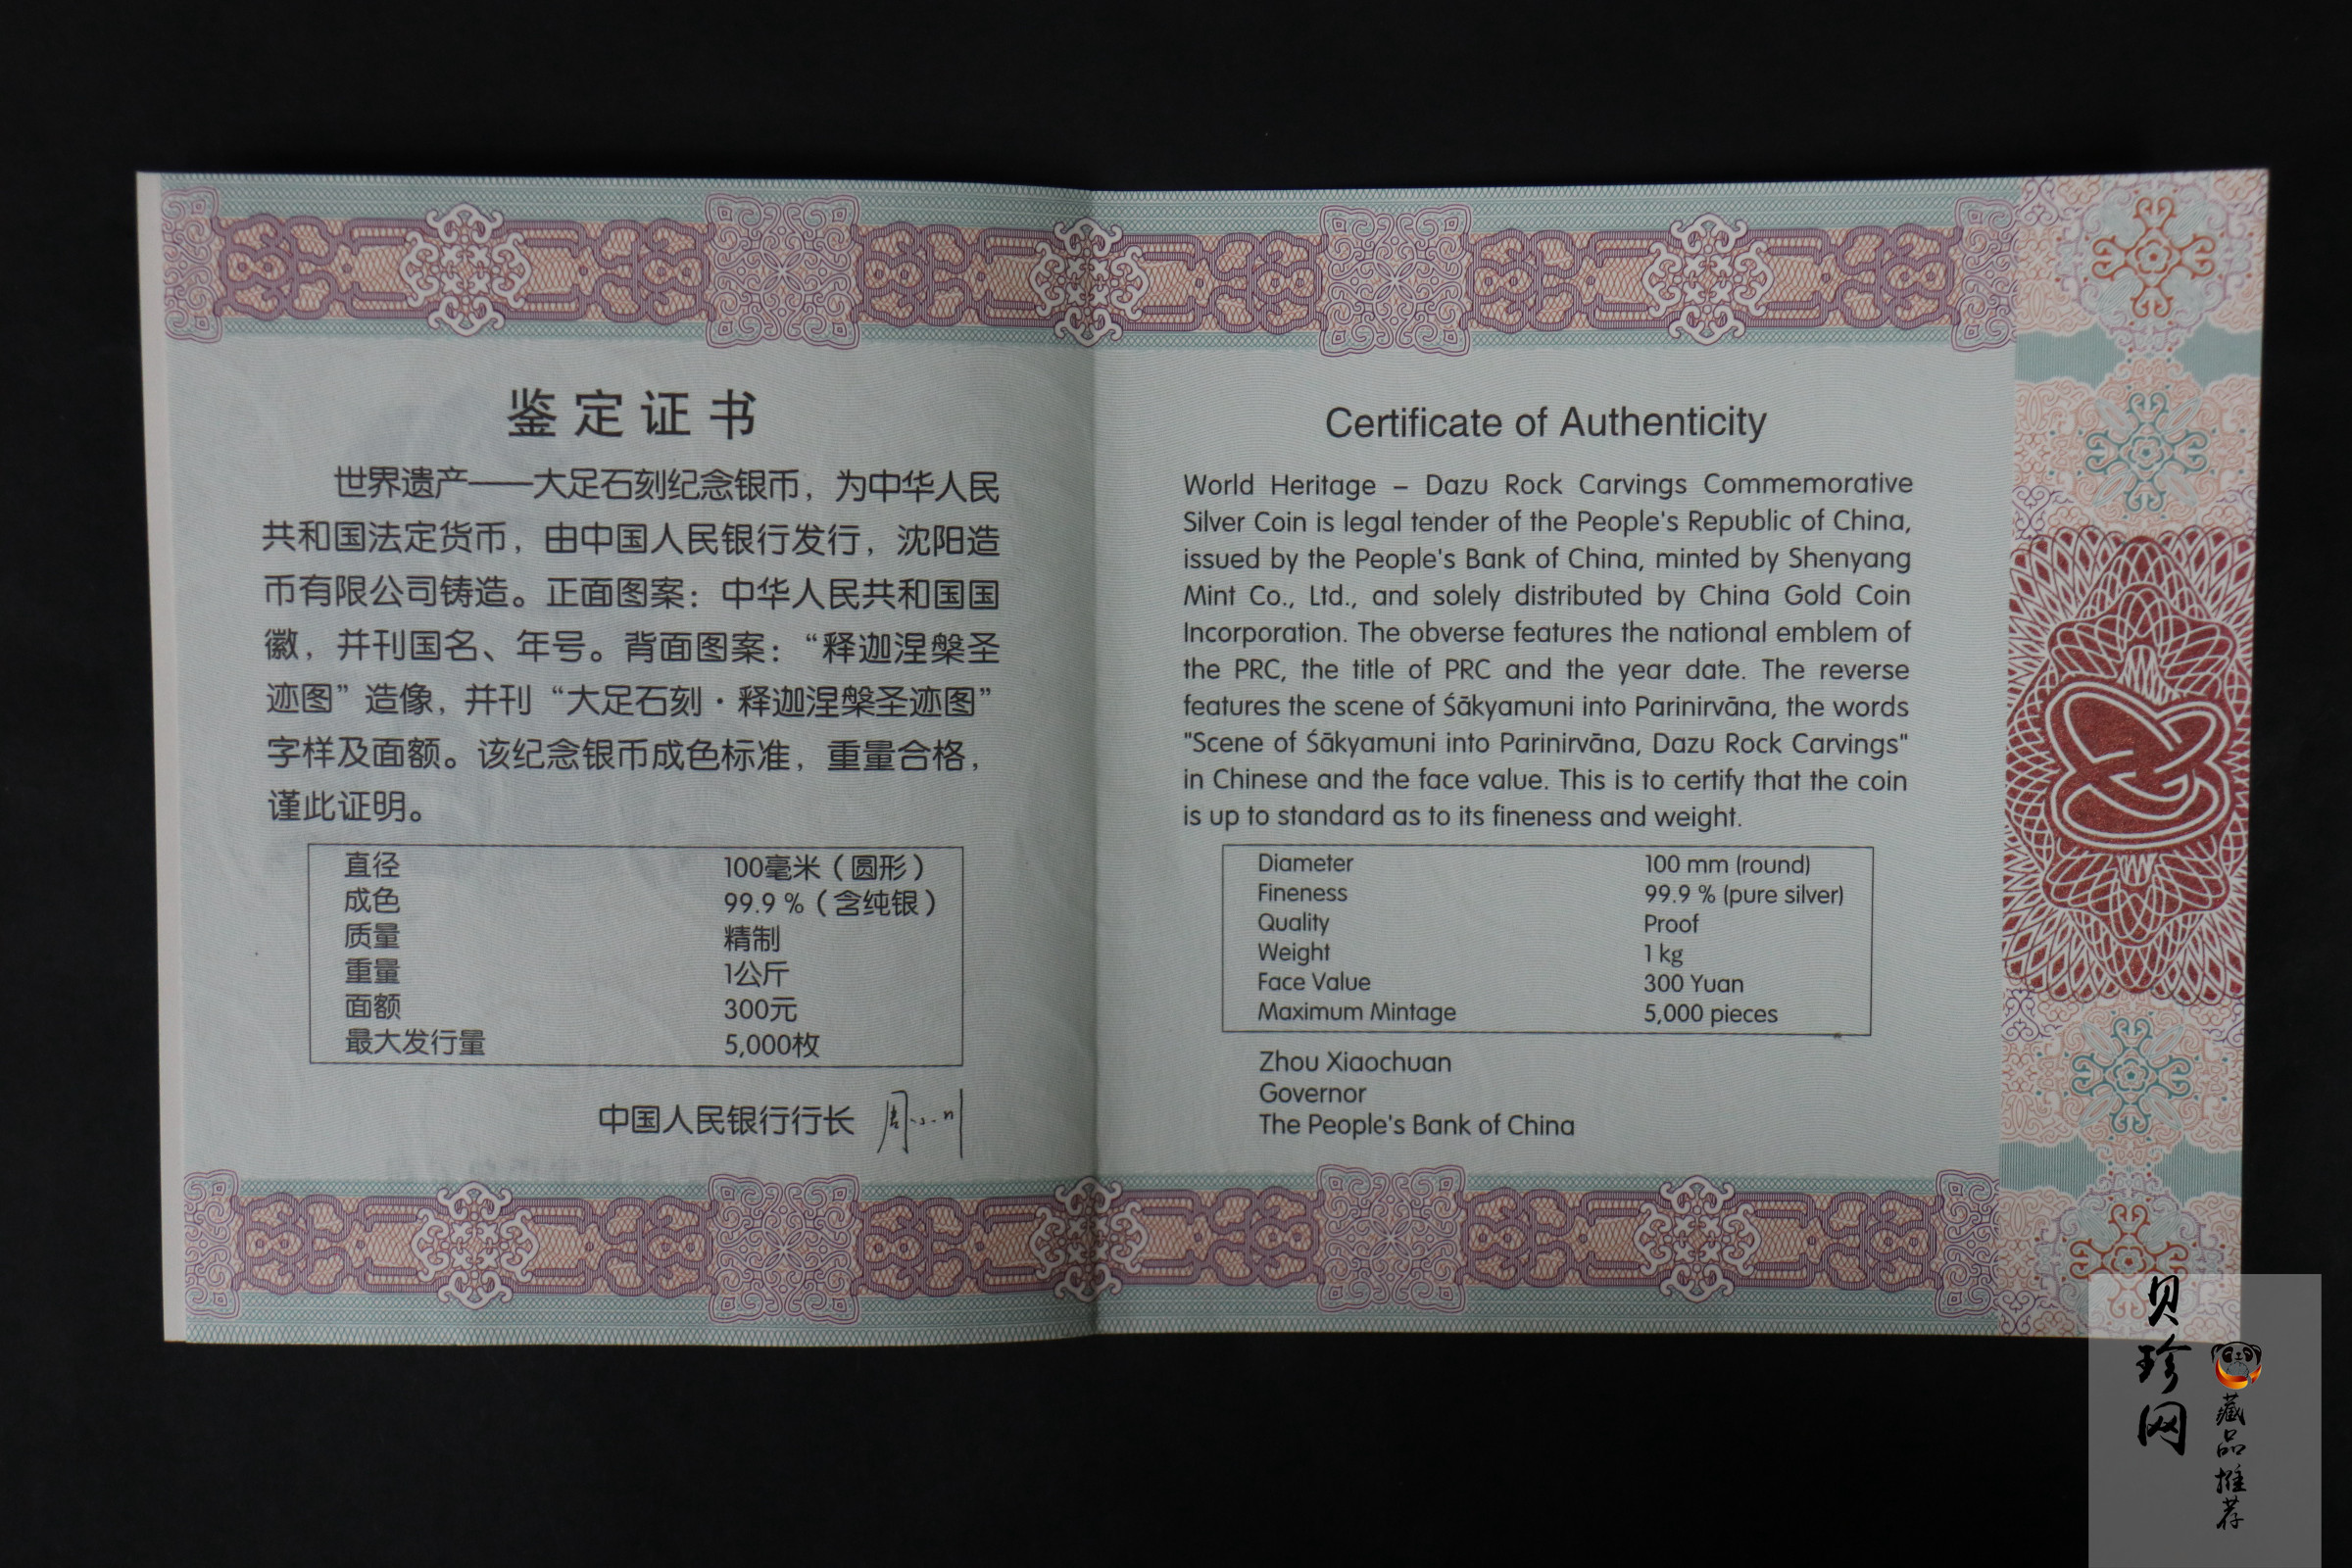 鉴定证书
世界遗产——大足石刻纪念银币，为中华人民
共和国法定货币，由中国人民银行发行，沈阳造
币有限公司铸造。正面图案：中华人民共和国国
徽，并刊国名、年号。背面图案：“释迦涅槃圣
迹图”造像，并刊“大足石刻·释迦涅槃圣迹图”
字样及面额。该纪念银币成色标准，重量合格，
谨此证明。
直径 100毫米（圆形）
成色 99.9 %（含纯银）
质量 精制
重量 1公斤
面额 300元
最大发行量 5,000枚
中国人民银行行长 周小川
Certificate of Authenticity
World Heritage – Dazu Rock Carvings Commemorative
Silver Coin is legal tender of the People's Republic of China,
issued by the People's Bank of China, minted by Shenyang
Mint Co., Ltd., and solely distributed by China Gold Coin
Incorporation. The obverse features the national emblem of
the PRC, the title of PRC and the year date. The reverse
features the scene of Śākyamuni into Parinirvāna, the words
"Scene of Śākyamuni into Parinirvāna, Dazu Rock Carvings"
in Chinese and the face value. This is to certify that the coin
is up to standard as to its fineness and weight.
Diameter 100 mm (round)
Fineness 99.9 % (pure silver)
Quality Proof
Weight 1 kg
Face Value 300 Yuan
Maximum Mintage 5,000 pieces
Zhou Xiaochuan
Governor
The People's Bank of China
贝珍网
藏品推荐